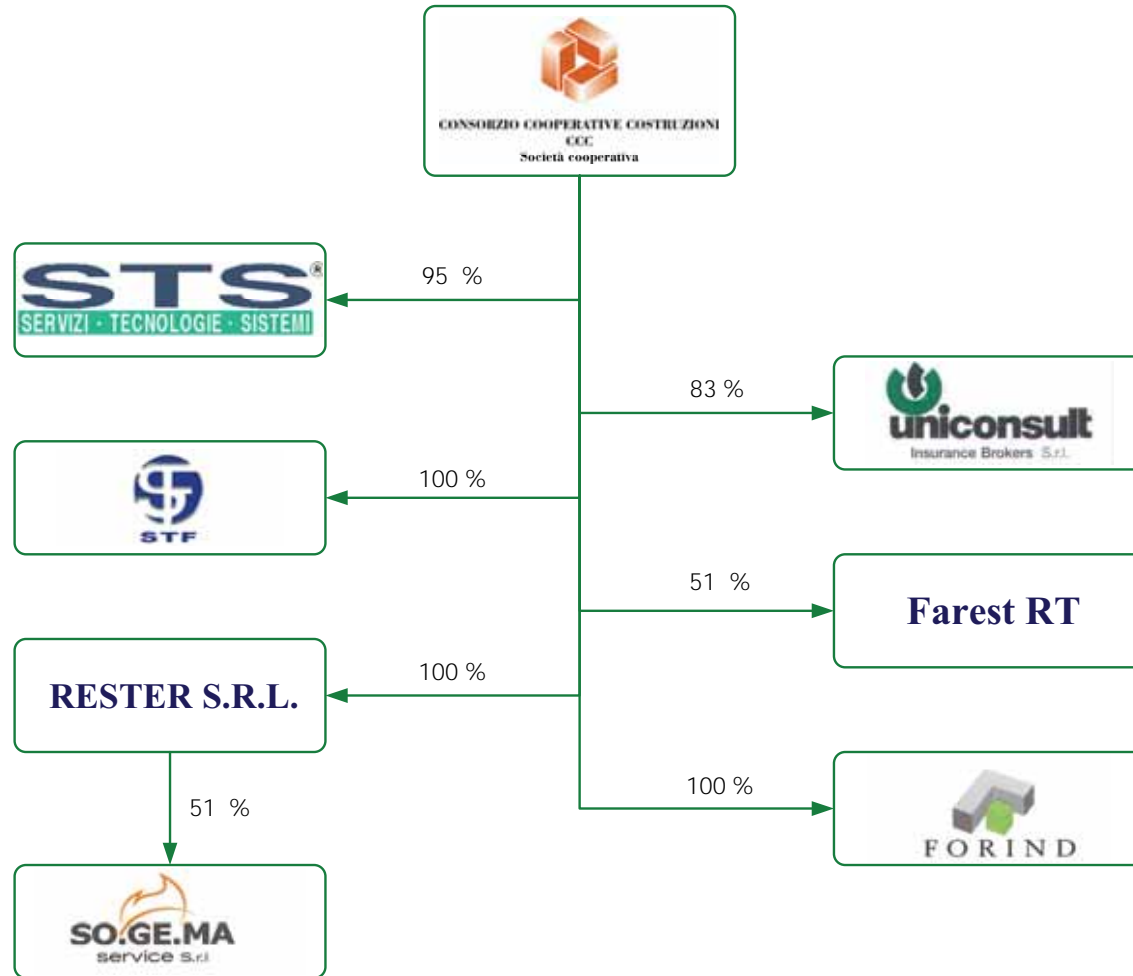 CONSORZIO COOPERATIVE COSTRUZIONI
CCC
Società cooperativa
STS®
SERVIZI · TECNOLOGIE · SISTEMI
95 %
83 %
uniconsult
Insurance Brokers S.r.l.
100 %
STF
51 %
Farest RT
100 %
RESTER S.R.L.
100 %
FORIND
51 %
SO.GE.MA
service s.r.l